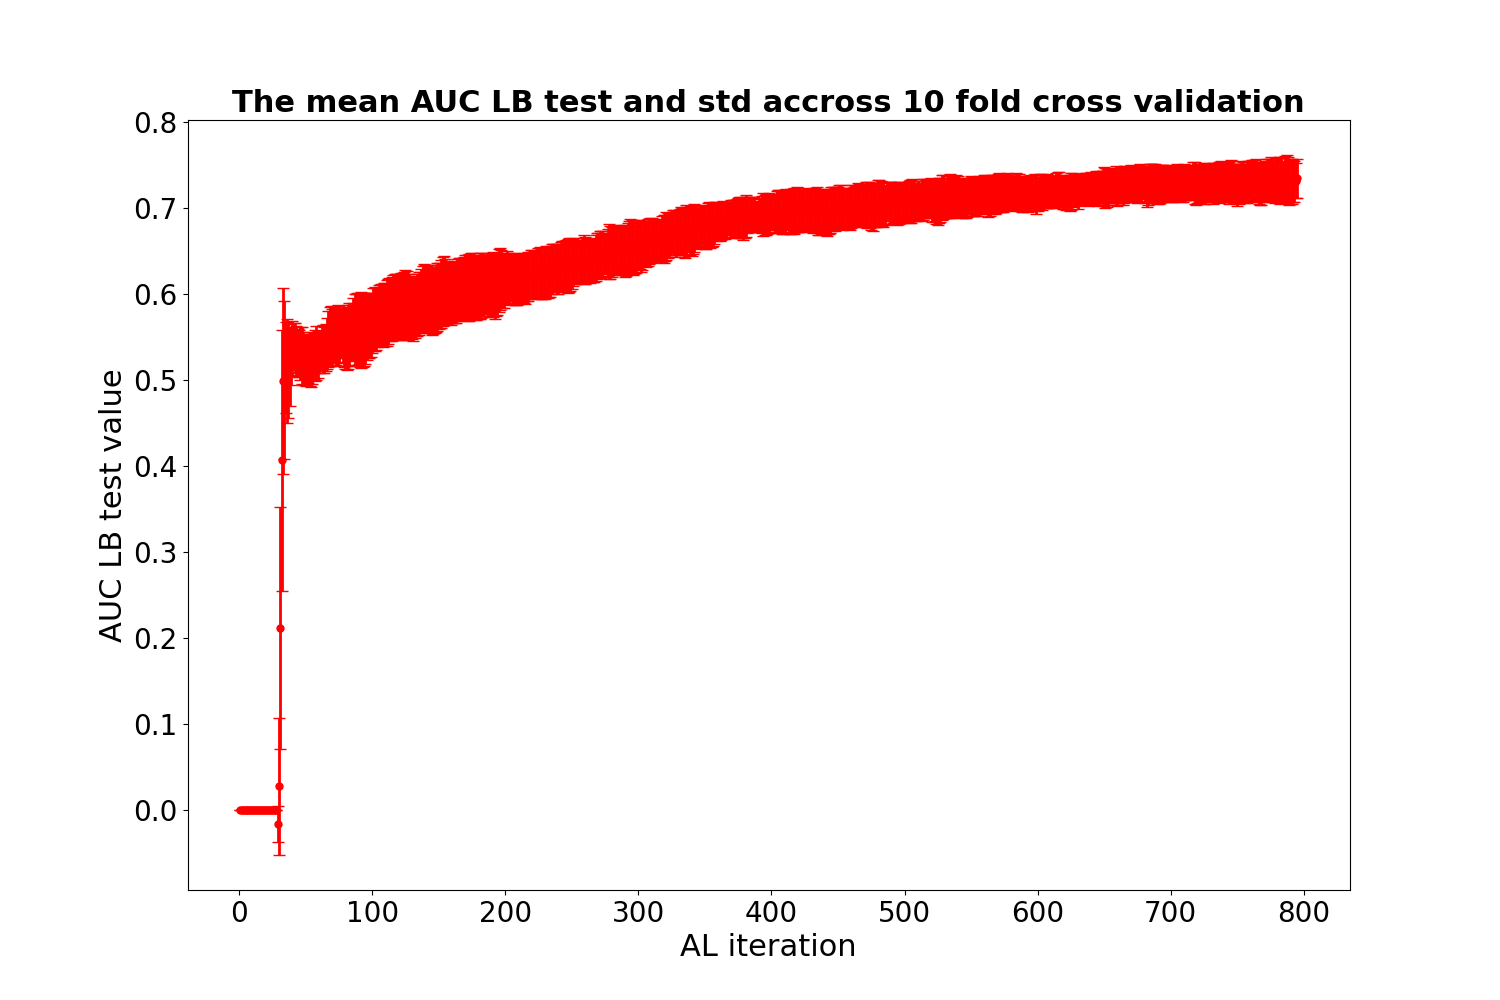 The mean AUC LB test and std accross 10 fold cross validation
AUC LB test value
0.8
0.7
0.6
0.5
0.4
0.3
0.2
0.1
0.0
0 100 200 300 400 500 600 700 800
AL iteration